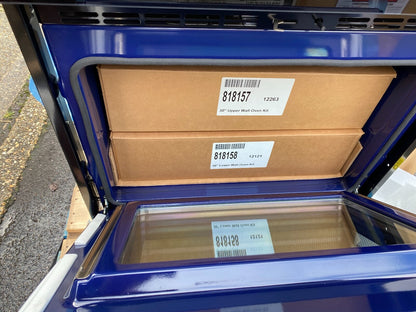 818157 12263
30" Upper Wall Oven Kit
818158 12121
30" Lower Wall Oven Kit